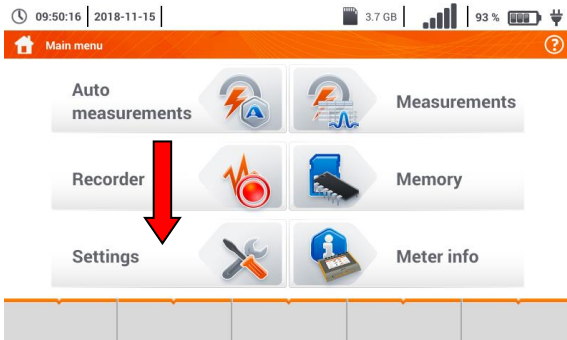 09:50:16 2018-11-15 3.7 GB 93 %
Main menu ?
Auto
measurements
Measurements
Recorder
Memory
Settings
Meter info